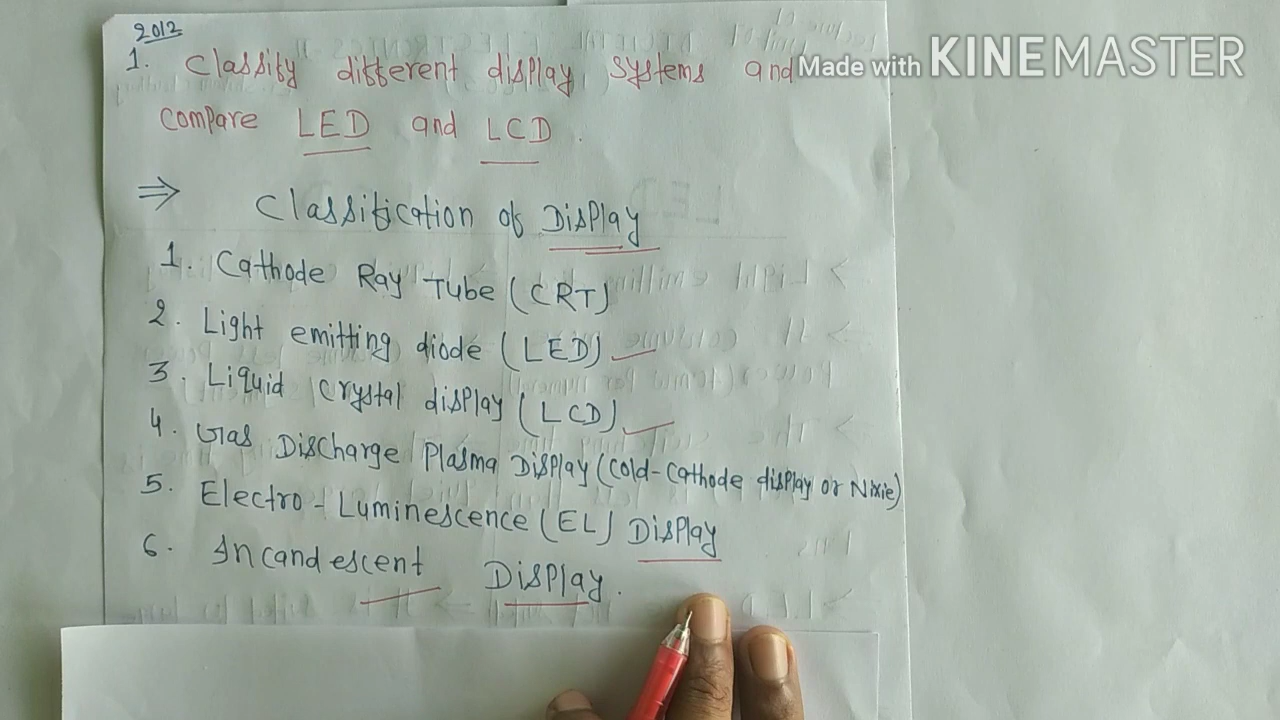 2012
1. Classify different display systems and
compare LED and LCD.
Made with KINEMASTER
⇒ Classification of Display
1. Cathode Ray Tube (CRT)
2. Light emitting diode (LED)
3. Liquid crystal display (LCD)
4. Gas Discharge Plasma Display (Cold-Cathode display or Nixie)
5. Electro-Luminescence (EL) Display
6. Incandescent Display.